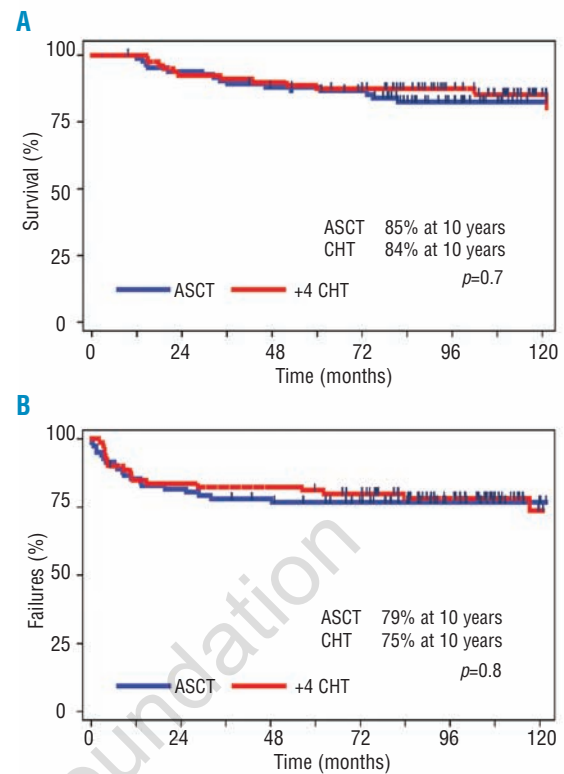 A
100
75
50
25
0
Survival (%)
ASCT 85% at 10 years
CHT 84% at 10 years
p=0.7
ASCT +4 CHT
0 24 48 72 96 120
Time (months)
B
100
75
50
25
0
Failures (%)
ASCT 79% at 10 years
CHT 75% at 10 years
p=0.8
ASCT +4 CHT
0 24 48 72 96 120
Time (months)
undation